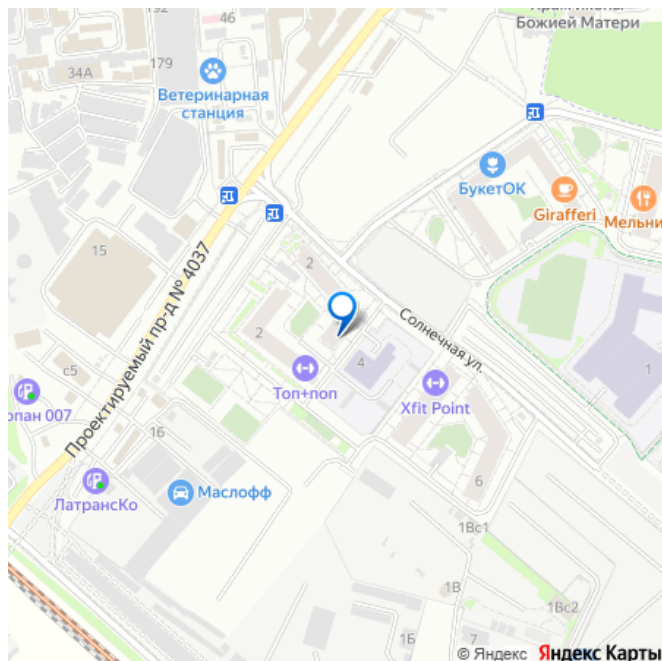 192
46
Божией Матери
34А
179
Ветеринарная
станция
БукетОК
Giraffari
Мельни
15
2
Проектируемый пр-д № 4037
Солнечная ул.
2
4
1
с5
Топ+поп
Xfit Point
опан 007
16
ЛатрансКо
Маслофф
6
1Вс1
1В
1Вс2
1Б
7
© Яндекс Яндекс Карты